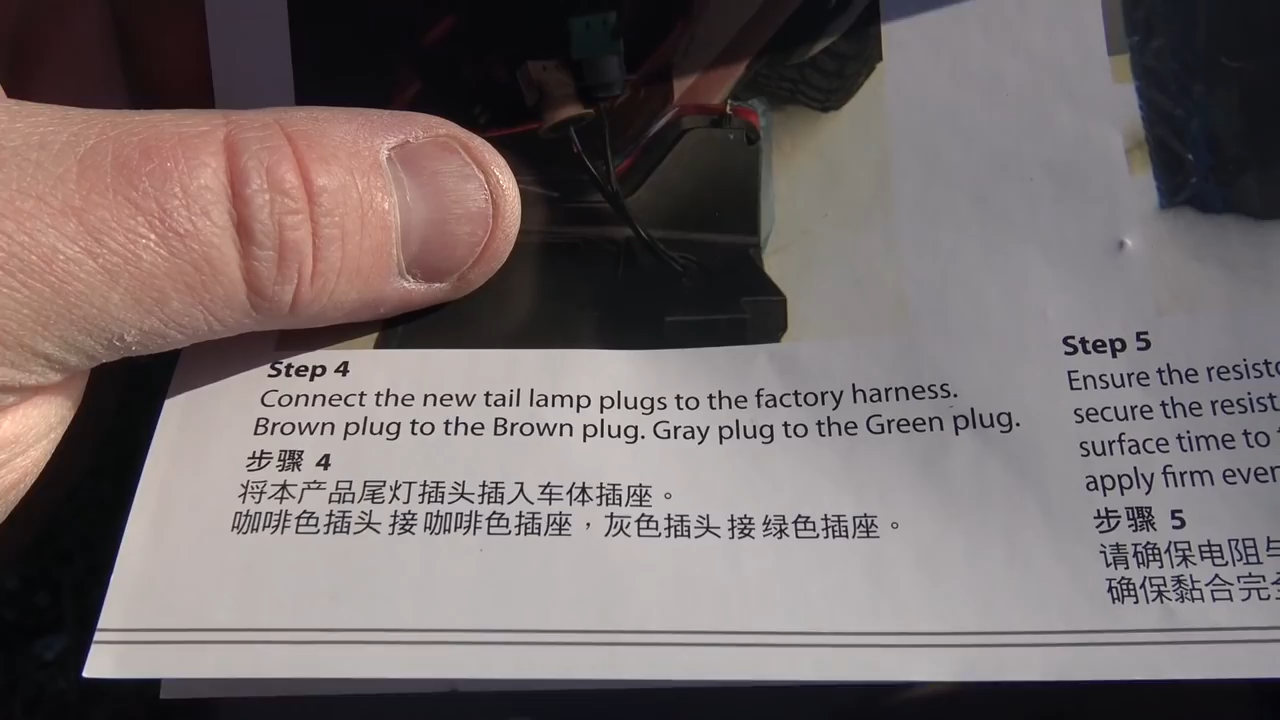 Step 4
Connect the new tail lamp plugs to the factory harness.
Brown plug to the Brown plug. Gray plug to the Green plug.
步骤 4
将本产品尾灯插头插入车体插座。
咖啡色插头 接 咖啡色插座，灰色插头 接 绿色插座。
Step 5
Ensure the
secure the
surface time to
apply firm
步骤 5
请确保电阻与
确保黏合完